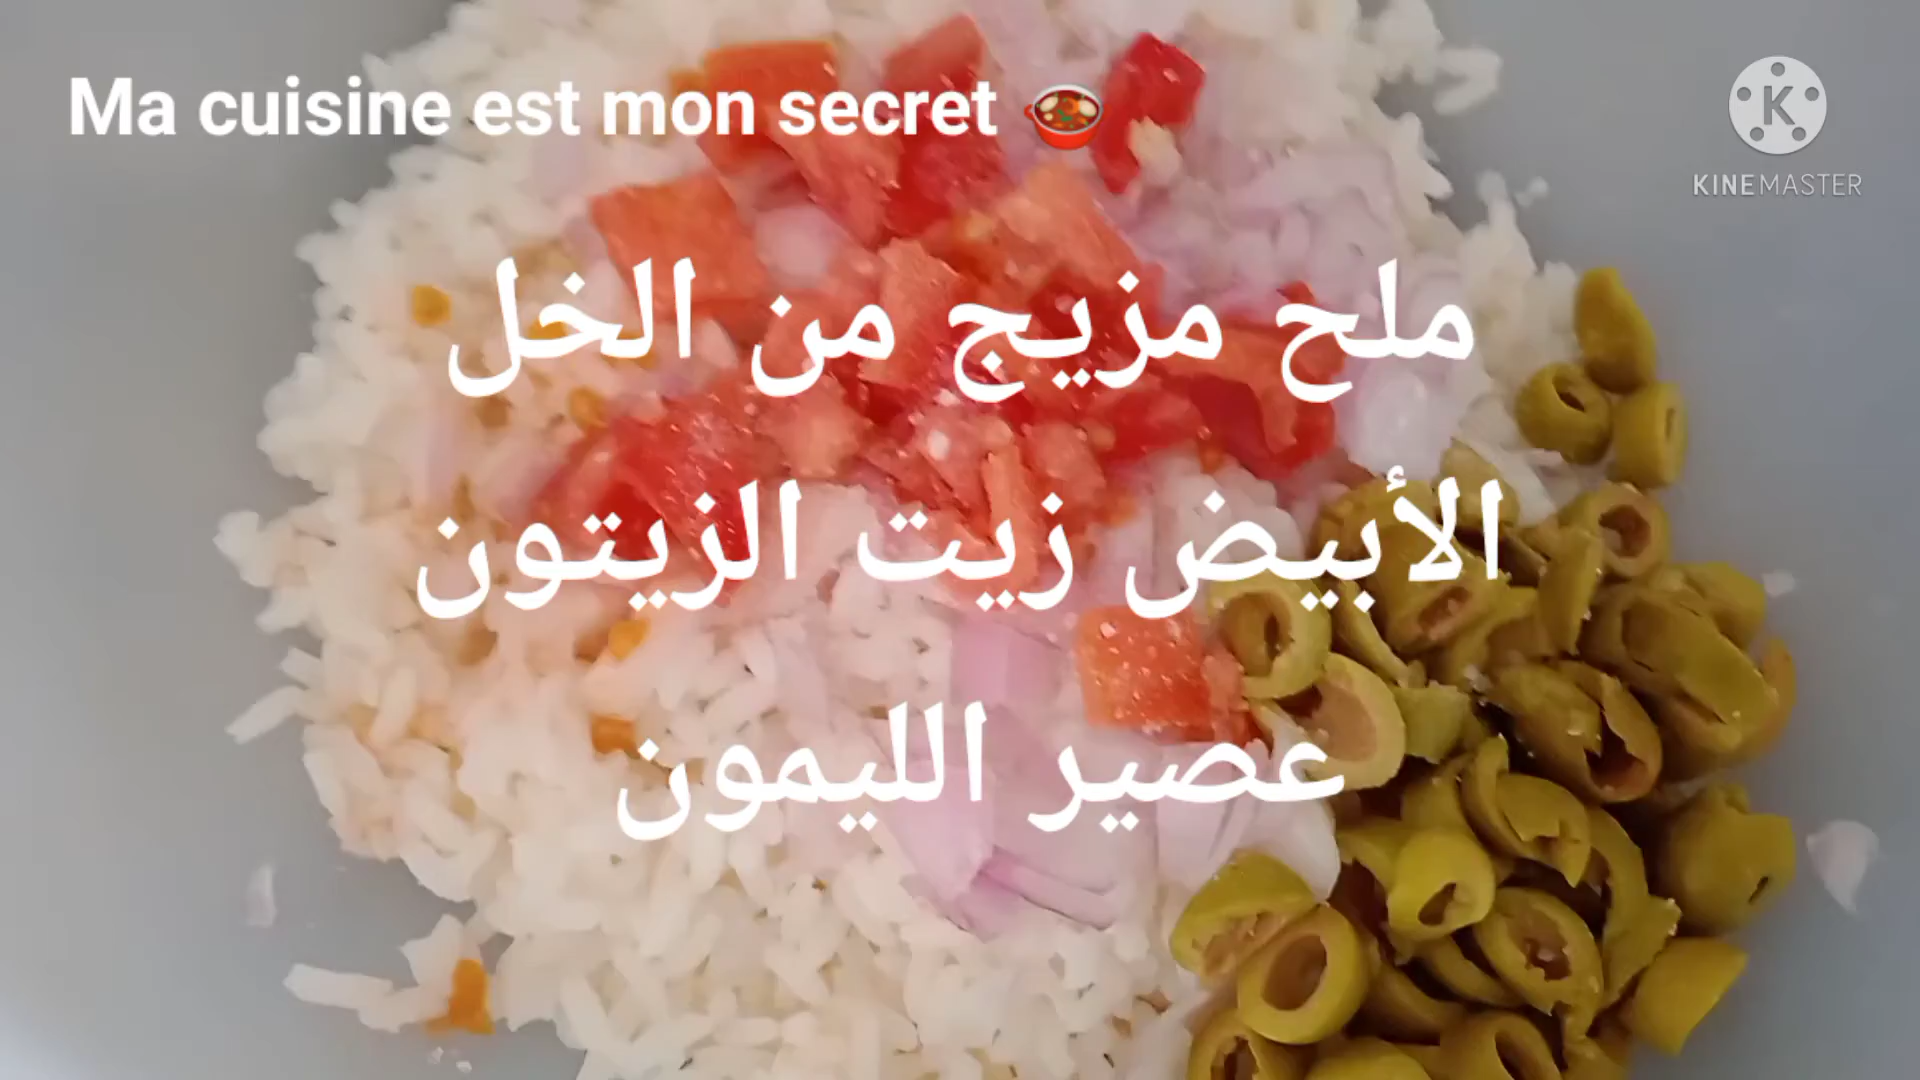 Ma cuisine est mon secret 🍲
KINEMASTER
ملح مزيج من الخل
الأبيض زيت الزيتون
عصير الليمون